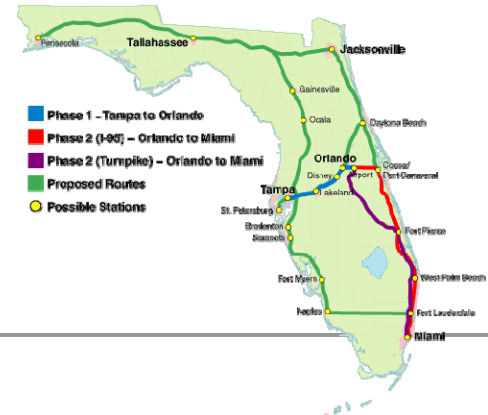 Pensacola
Tallahassee
Jacksonville
Gainesville
Phase 1 - Tampa to Orlando
Ocala
Daytona Beach
Phase 2 (I-95) - Orlando to Miami
Phase 2 (Turnpike) - Orlando to Miami
Orlando
Cocoa/
Disney
Airport
Port Canaveral
Proposed Routes
Tampa
Lakeland
Possible Stations
St. Petersburg
Bradenton
Fort Pierce
Sarasota
Fort Myers
West Palm Beach
Naples
Fort Lauderdale
Miami